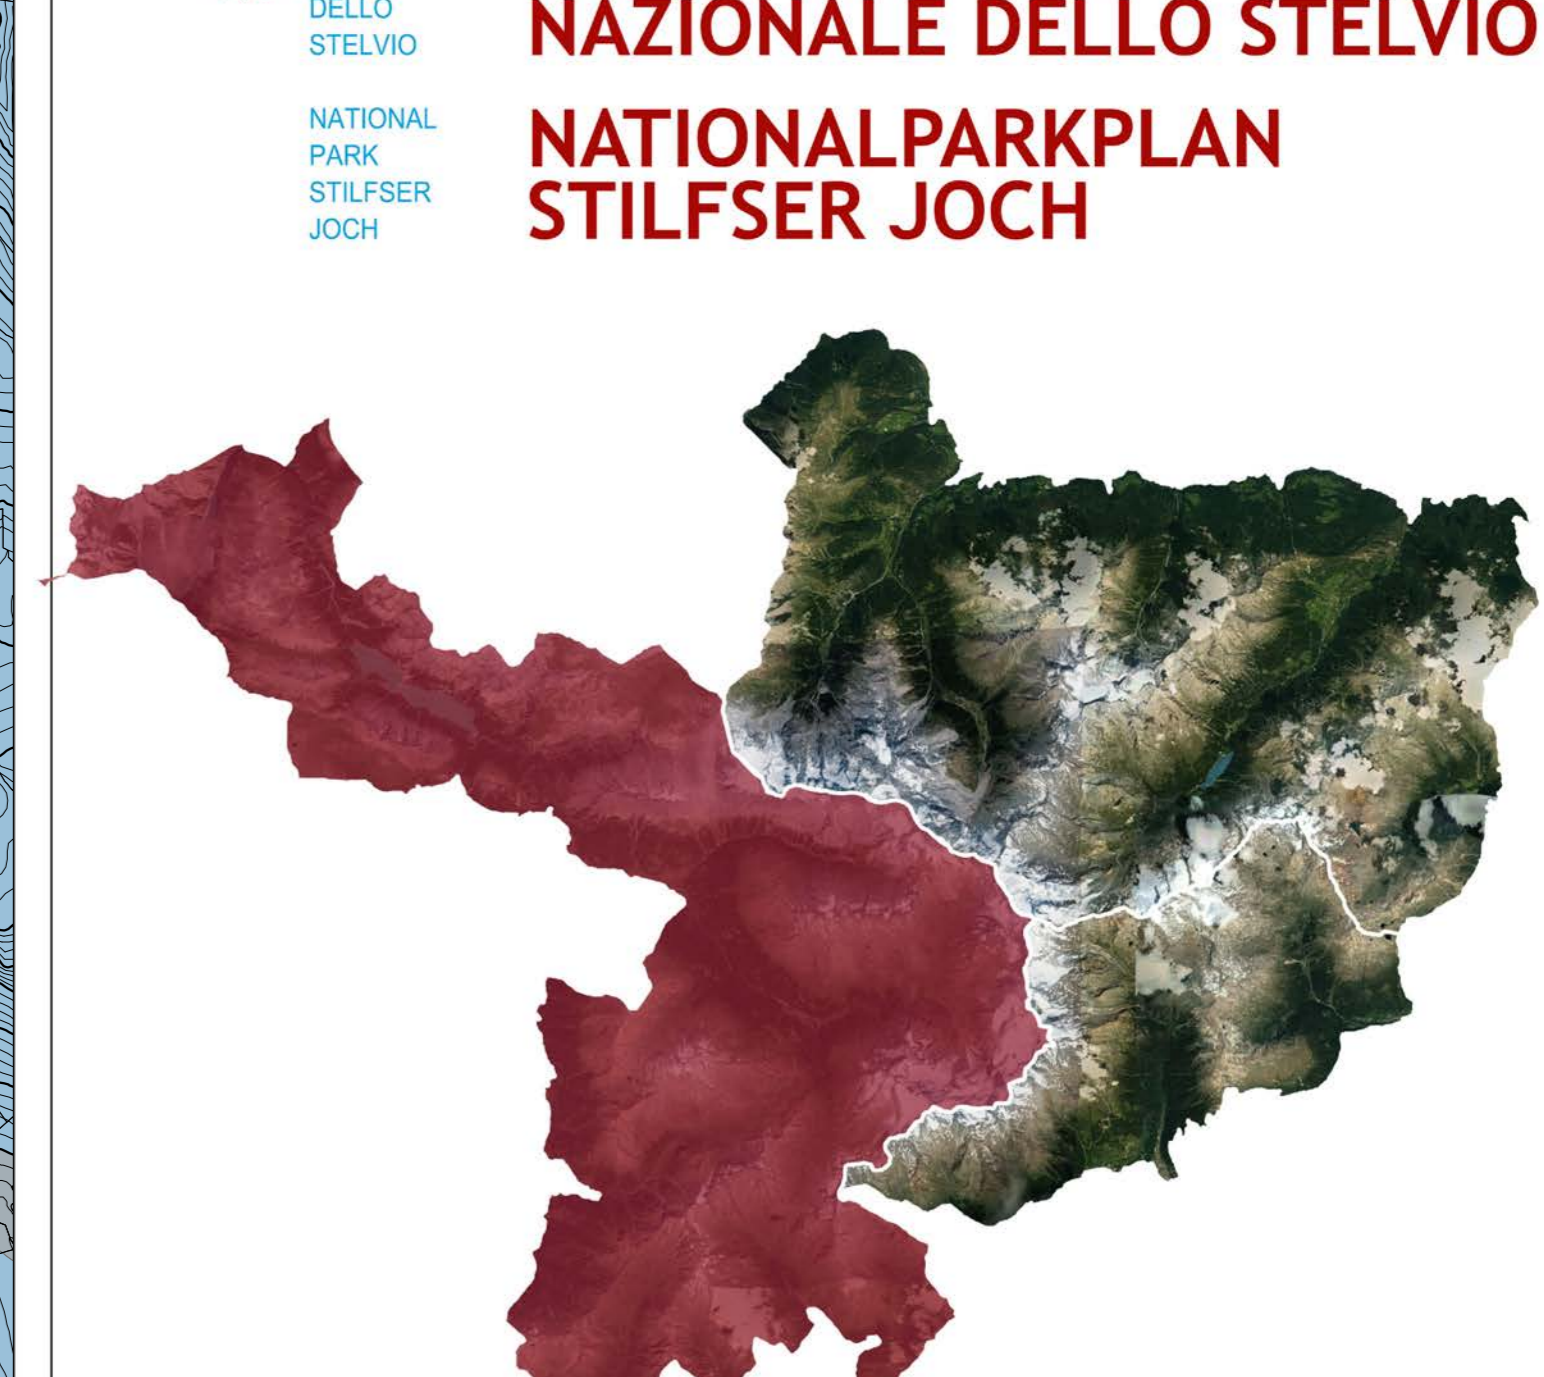 DELLO
STELVIO
NAZIONALE DELLO STELVIO
NATIONAL
PARK
STILFSER
JOCH
NATIONALPARKPLAN
STILFSER JOCH